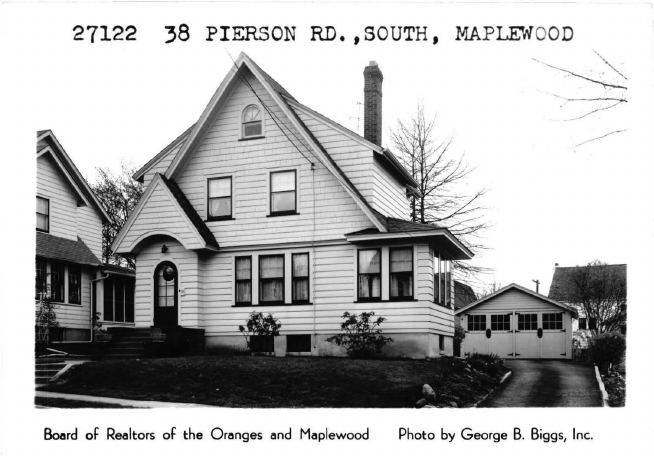 27122 38 PIERSON RD.,SOUTH, MAPLEWOOD
Board of Realtors of the Oranges and Maplewood Photo by George B. Biggs, Inc.